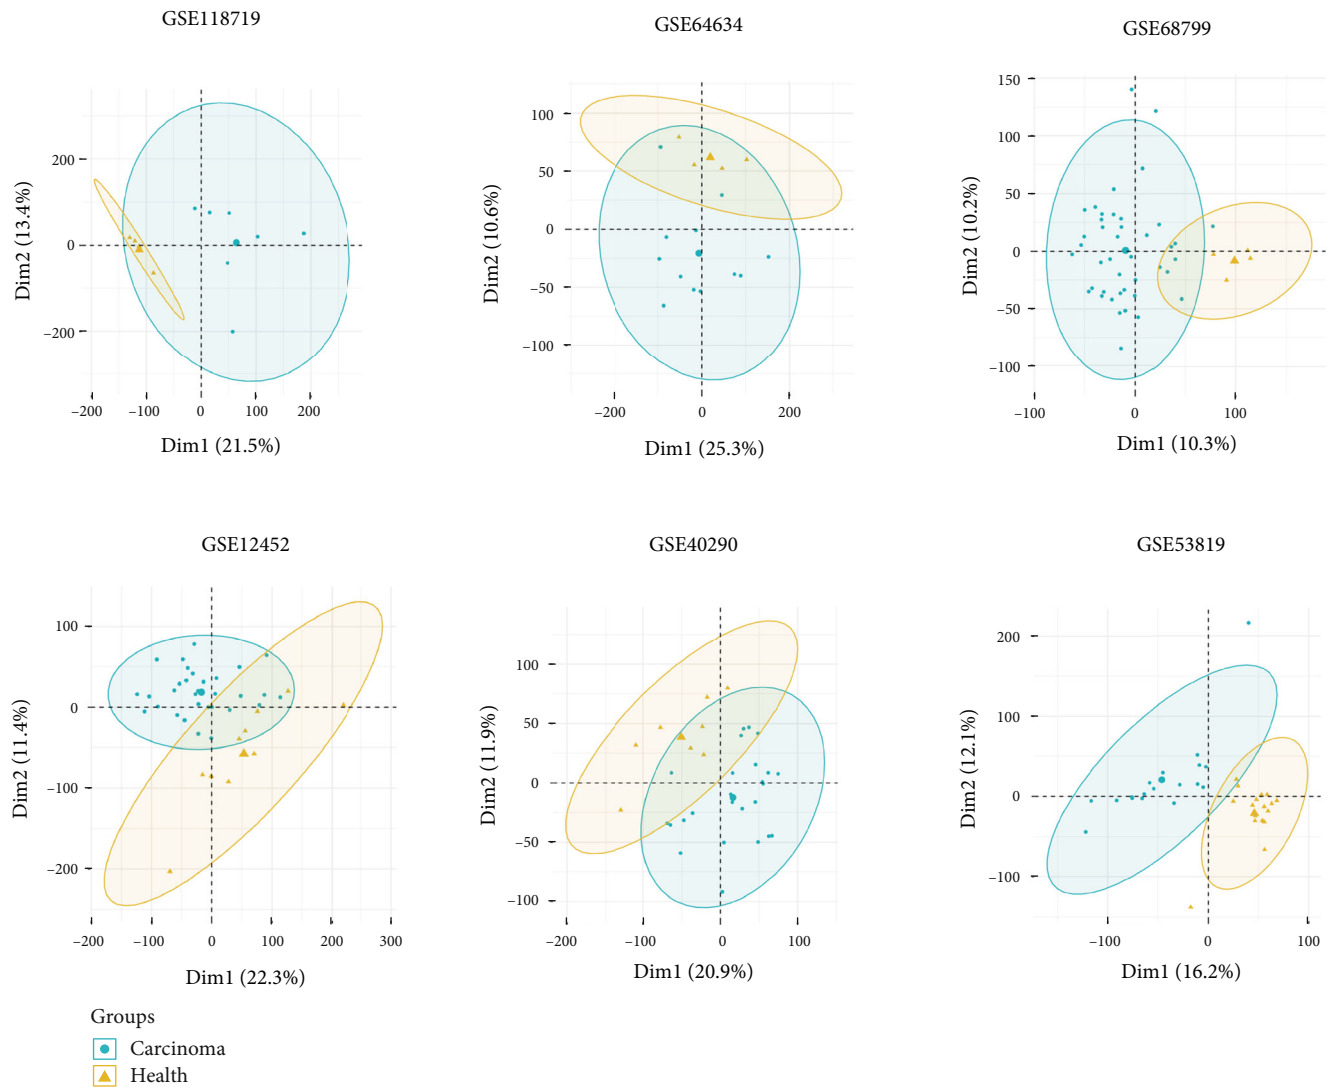 GSE118719
GSE64634
GSE68799
Dim2 (13.4%)
200
0
−200
−200 −100 0 100 200
Dim1 (21.5%)
Dim2 (10.6%)
100
50
0
−50
−100
−200 0 200
Dim1 (25.3%)
Dim2 (10.2%)
150
100
50
0
−50
−100
−100 0 100
Dim1 (10.3%)
GSE12452
GSE40290
GSE53819
Dim2 (11.4%)
100
0
−100
−200
−200 −100 0 100 200 300
Dim1 (22.3%)
Dim2 (11.9%)
100
50
0
−50
−100
−200 −100 0 100
Dim1 (20.9%)
Dim2 (12.1%)
200
100
0
−100
−100 0 100
Dim1 (16.2%)
Groups
Carcinoma
Health